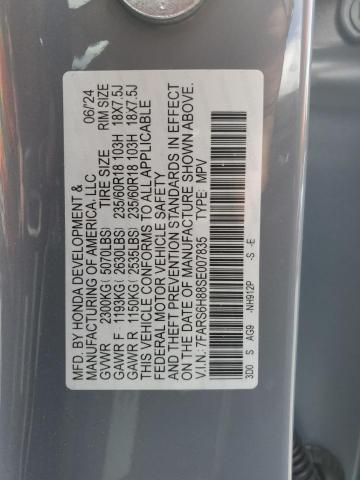 MFD. BY HONDA DEVELOPMENT &
MANUFACTURING OF AMERICA, LLC 06/24
GVWR 2300KG(5070LBS) TIRE SIZE RIM SIZE
GAWR F 1193KG(2630LBS) 235/60R18 103H 18X7.5J
GAWR R 1150KG(2535LBS) 235/60R18 103H 18X7.5J
THIS VEHICLE CONFORMS TO ALL APPLICABLE
FEDERAL MOTOR VEHICLE SAFETY
AND THEFT PREVENTION STANDARDS IN EFFECT
ON THE DATE OF MANUFACTURE SHOWN ABOVE.
V.I.N.: 7FARS6H88SE007835 TYPE: MPV
3D0 S AG9 -NH912P -S -E